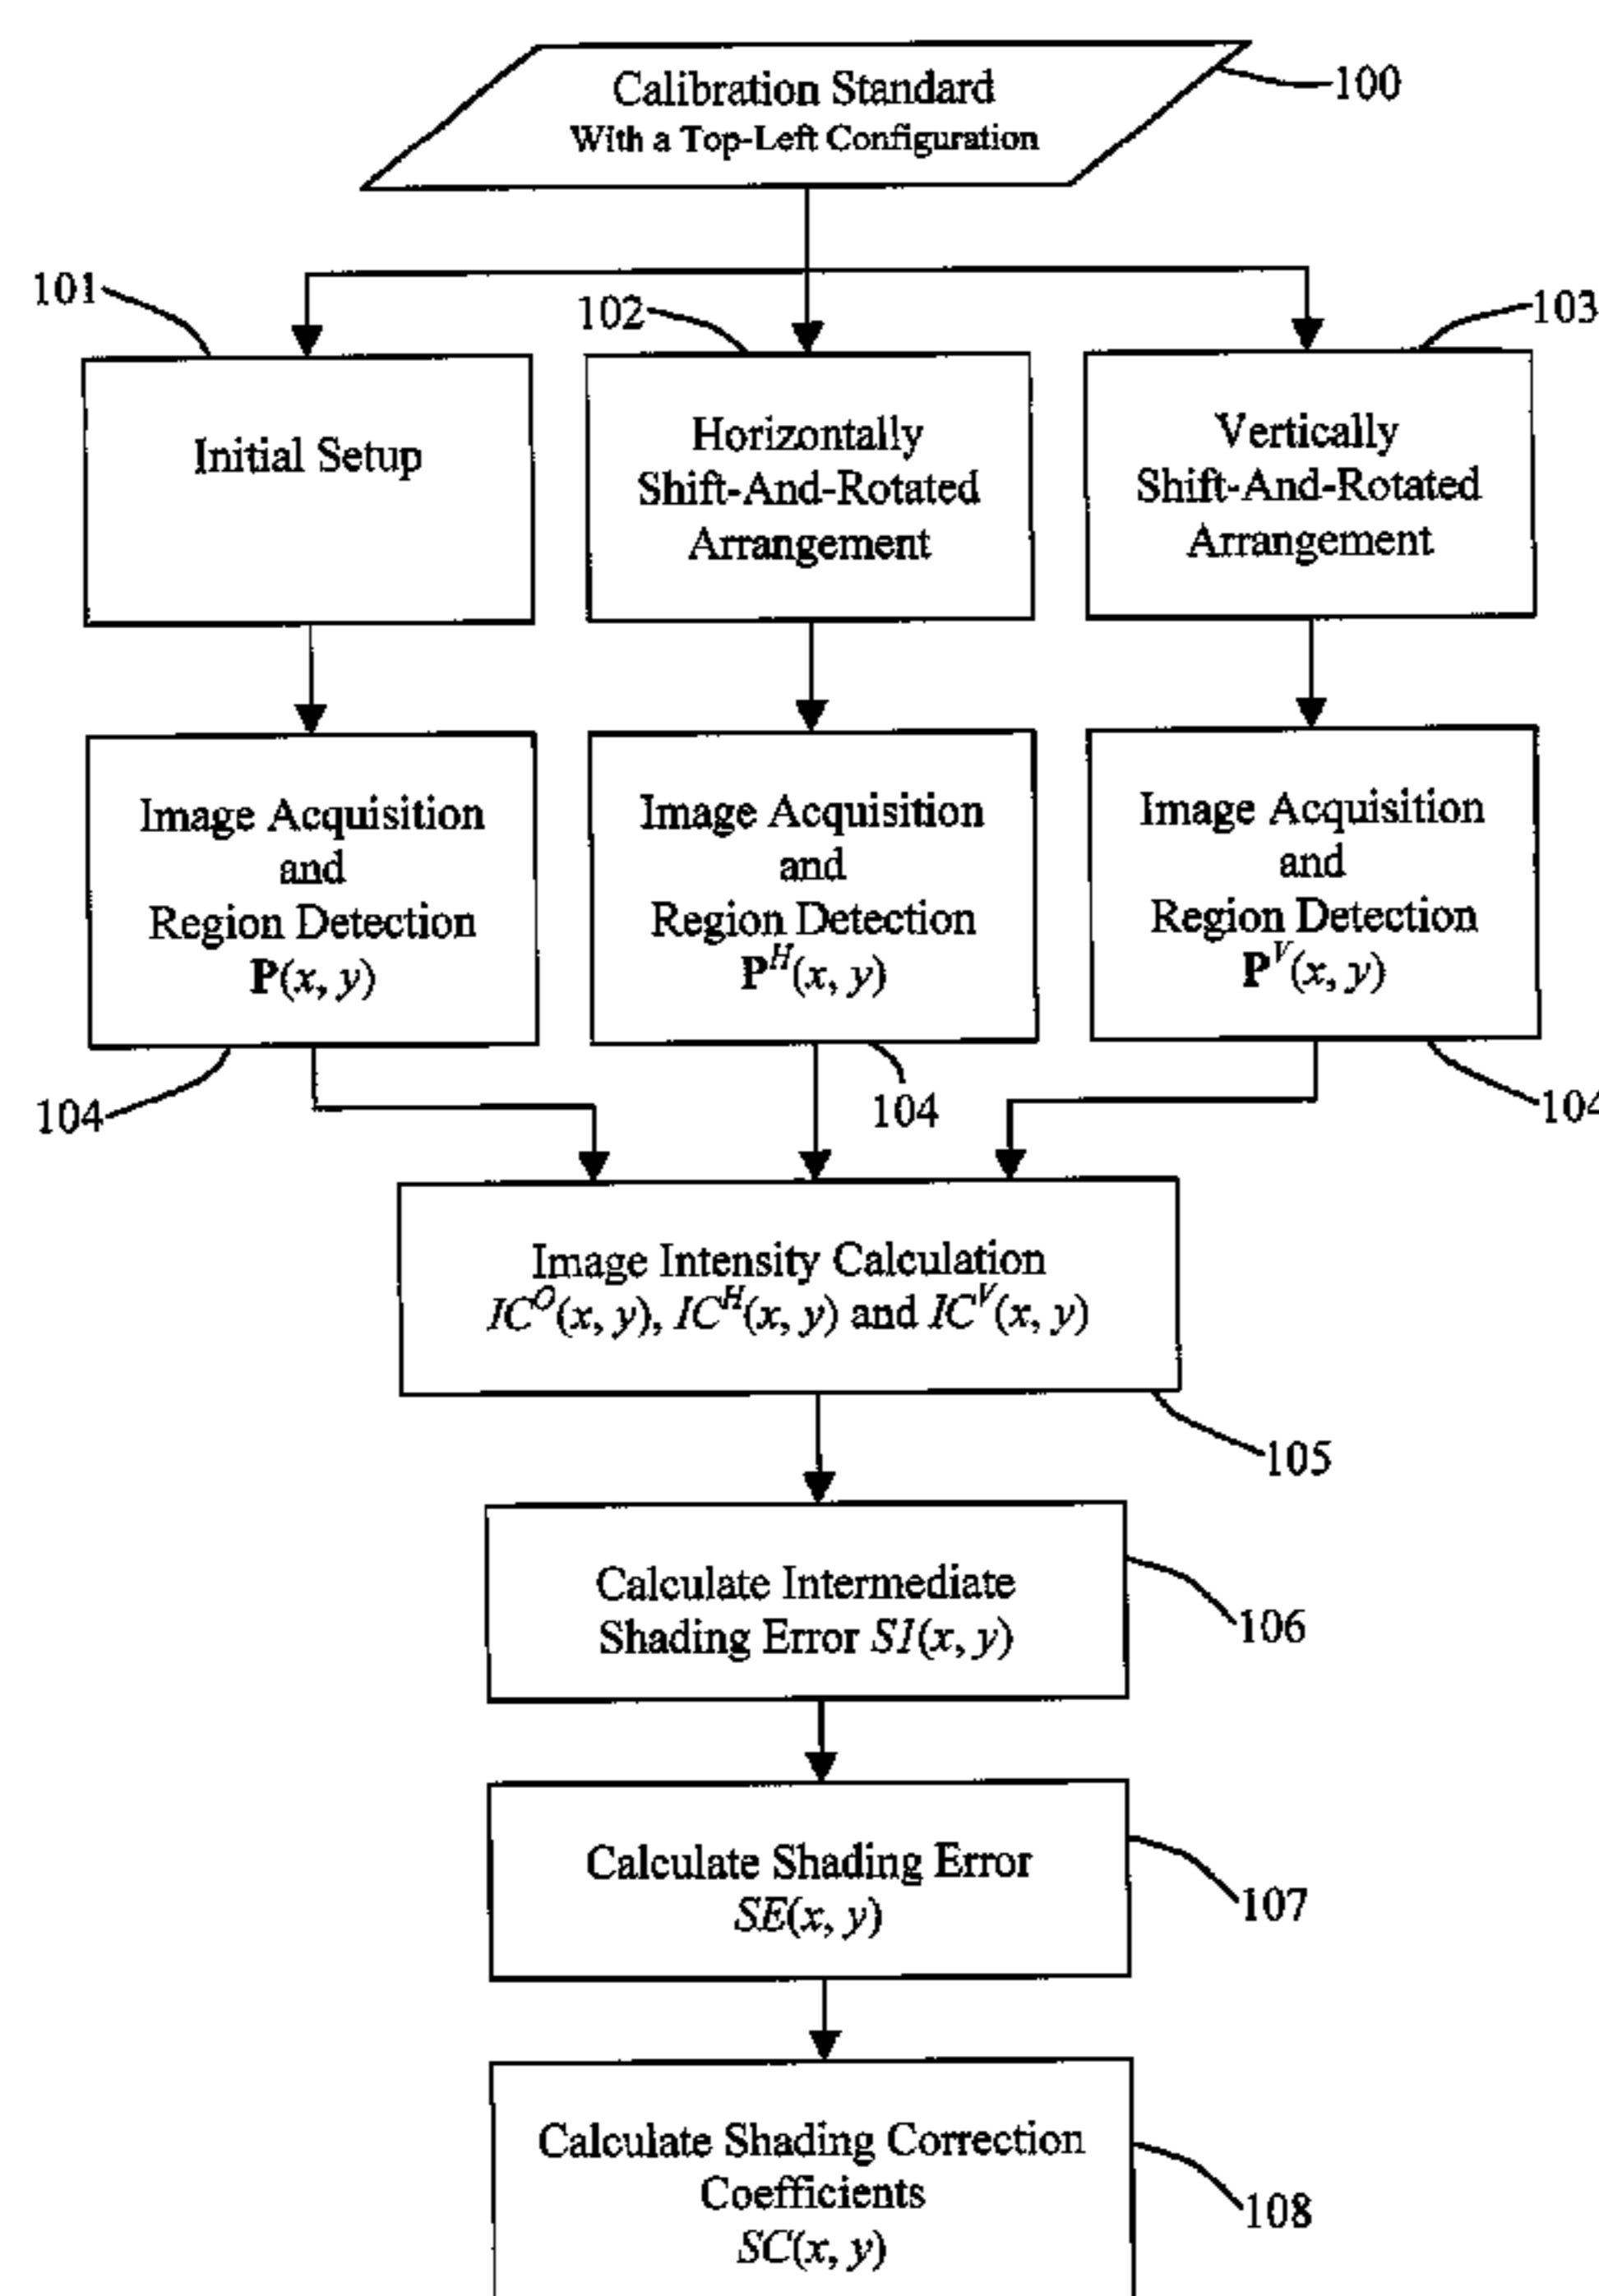 Calibration Standard
With a Top-Left Configuration
100
101
102
103
Initial Setup
Horizontally
Shift-And-Rotated
Arrangement
Vertically
Shift-And-Rotated
Arrangement
Image Acquisition
and
Region Detection
P(x, y)
Image Acquisition
and
Region Detection
P^H(x, y)
Image Acquisition
and
Region Detection
P^V(x, y)
104
104
104
Image Intensity Calculation
IC^O(x, y), IC^H(x, y) and IC^V(x, y)
105
Calculate Intermediate
Shading Error SI(x, y)
106
Calculate Shading Error
SE(x, y)
107
Calculate Shading Correction
Coefficients
SC(x, y)
108